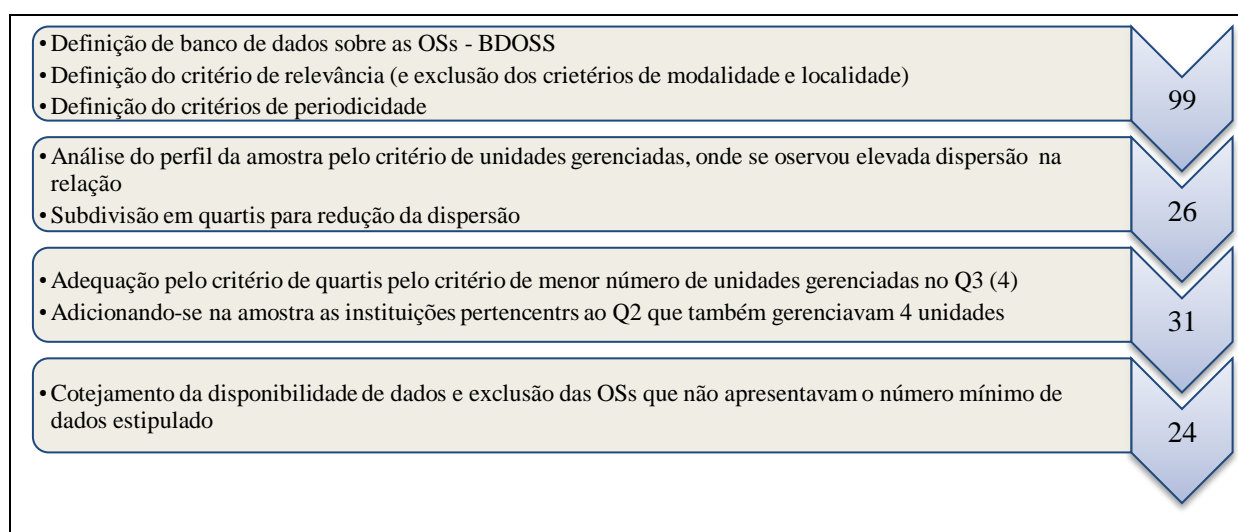 •Definição de banco de dados sobre as OSs - BDOSS
•Definição do critério de relevância (e exclusão dos crietérios de modalidade e localidade)
•Definição do critérios de periodicidade
99
•Análise do perfil da amostra pelo critério de unidades gerenciadas, onde se oservou elevada dispersão na
relação
•Subdivisão em quartis para redução da dispersão
26
•Adequação pelo critério de quartis pelo critério de menor número de unidades gerenciadas no Q3 (4)
•Adicionando-se na amostra as instituições pertencentrs ao Q2 que também gerenciavam 4 unidades
31
•Cotejamento da disponibilidade de dados e exclusão das OSs que não apresentavam o número mínimo de
dados estipulado
24